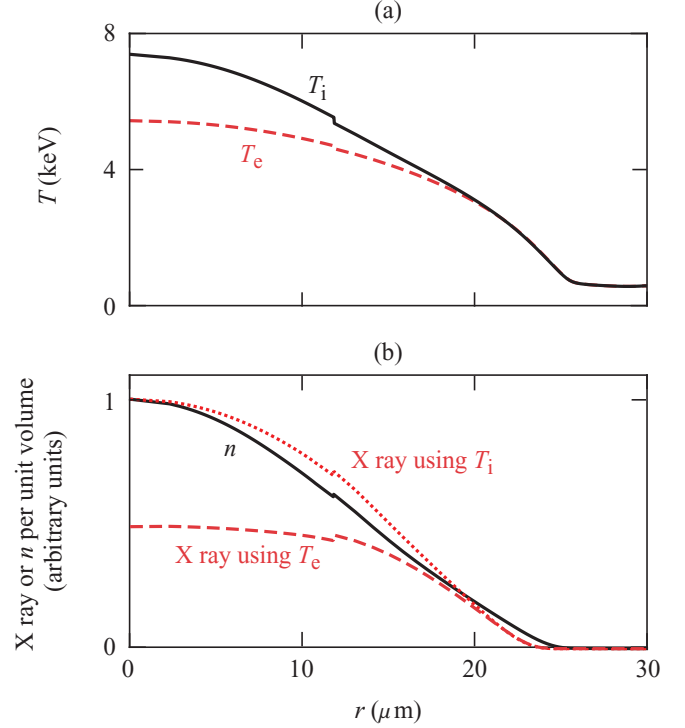 (a)
8
4
0
T (keV)
Ti
Te
(b)
1
0
X ray or n per unit volume
(arbitrary units)
n
X ray using Ti
X ray using Te
0
10
20
30
r (μm)